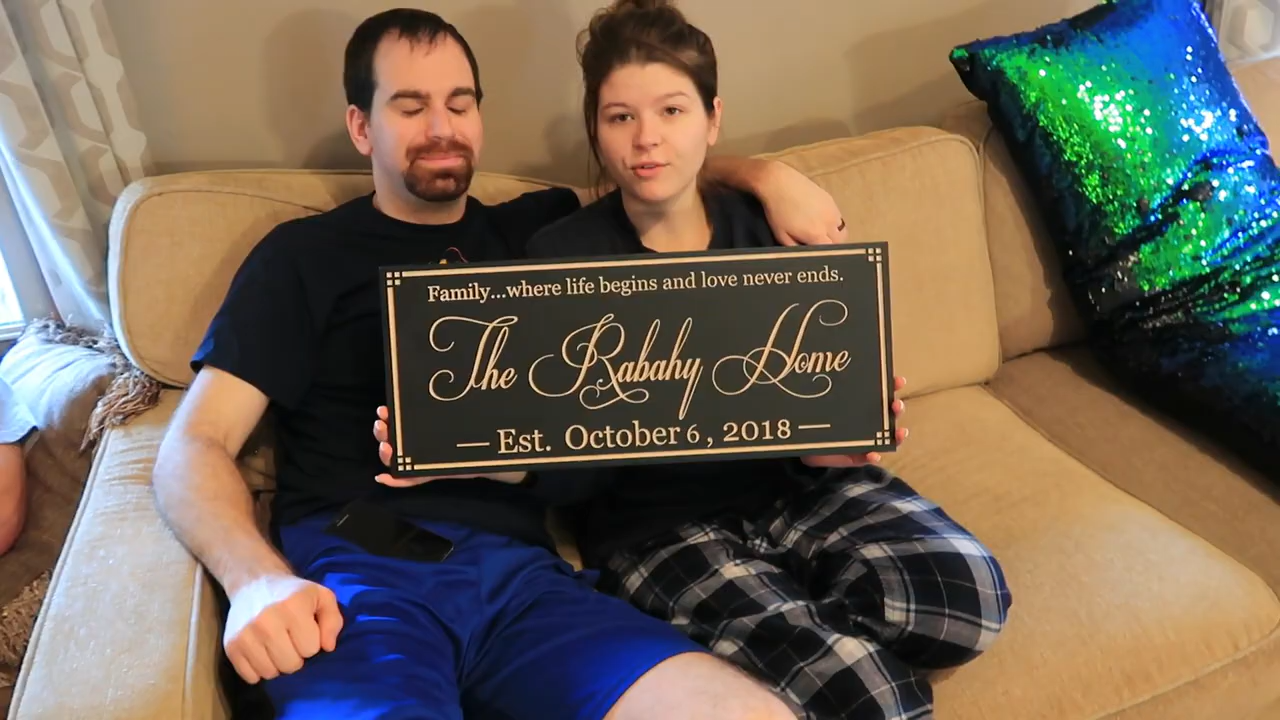 Family...where life begins and love never ends.
The Rabahy Home
— Est. October 6, 2018 —